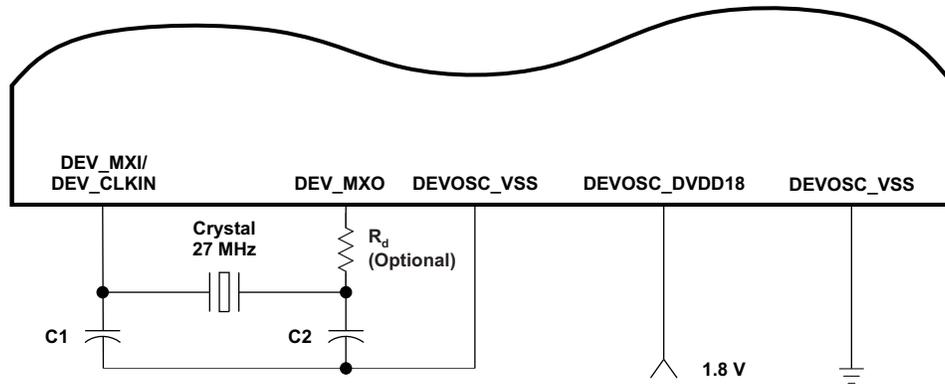 DEV_MXI/
DEV_CLKIN
DEV_MXO
DEVOSC_VSS
DEVOSC_DVDD18
DEVOSC_VSS
Crystal
27 MHz
Rd
(Optional)
C1
C2
1.8 V